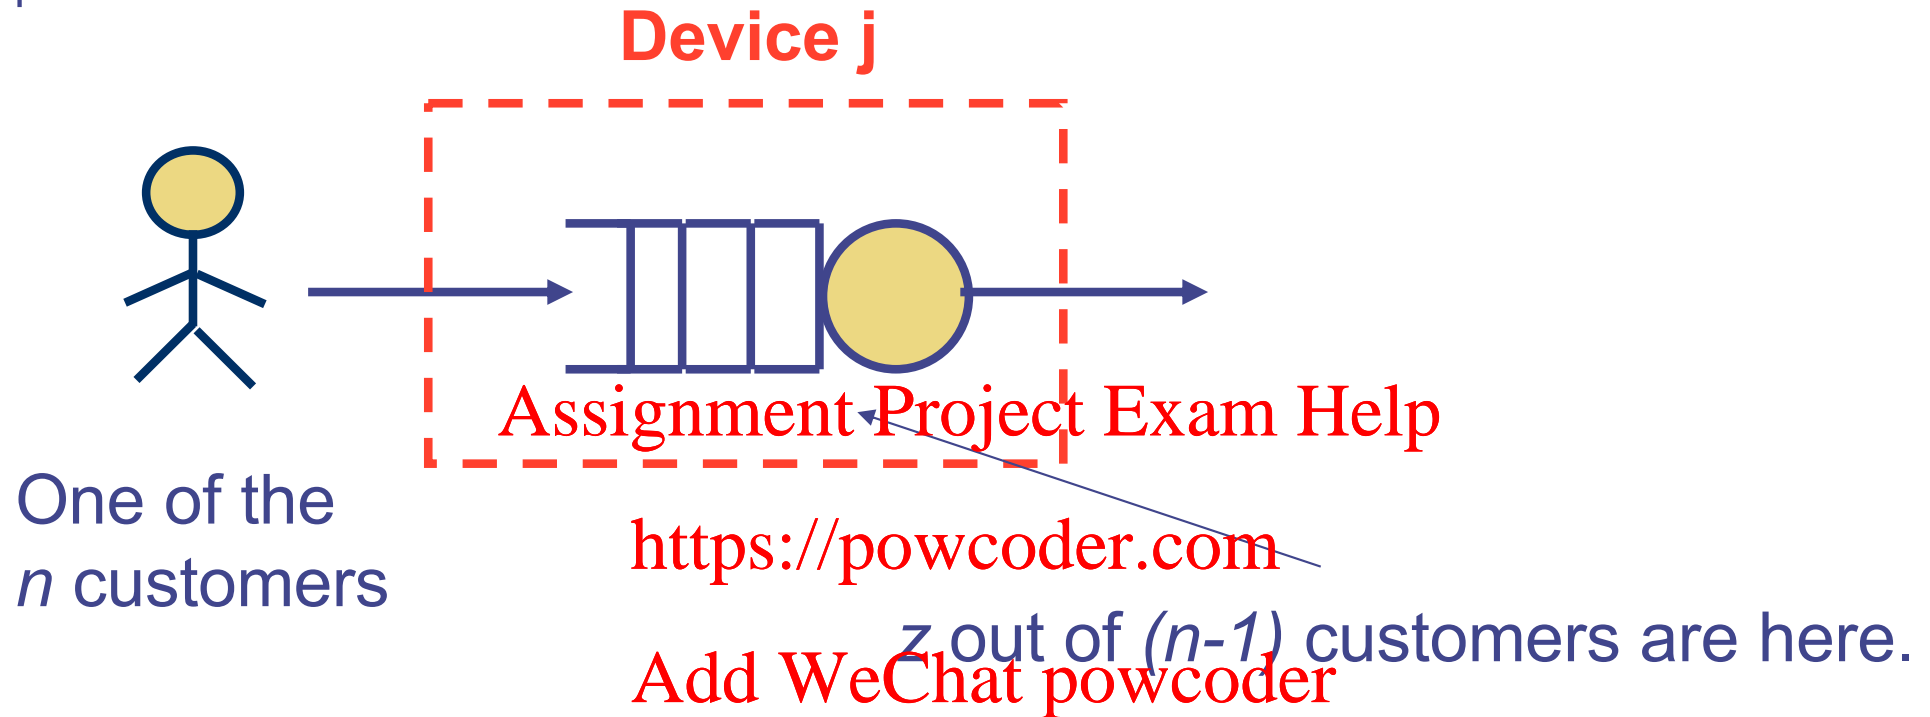 Device j
Assignment Project Exam Help
One of the
n customers
https://powcoder.com
z out of (n-1) customers are here.
Add WeChat powcoder